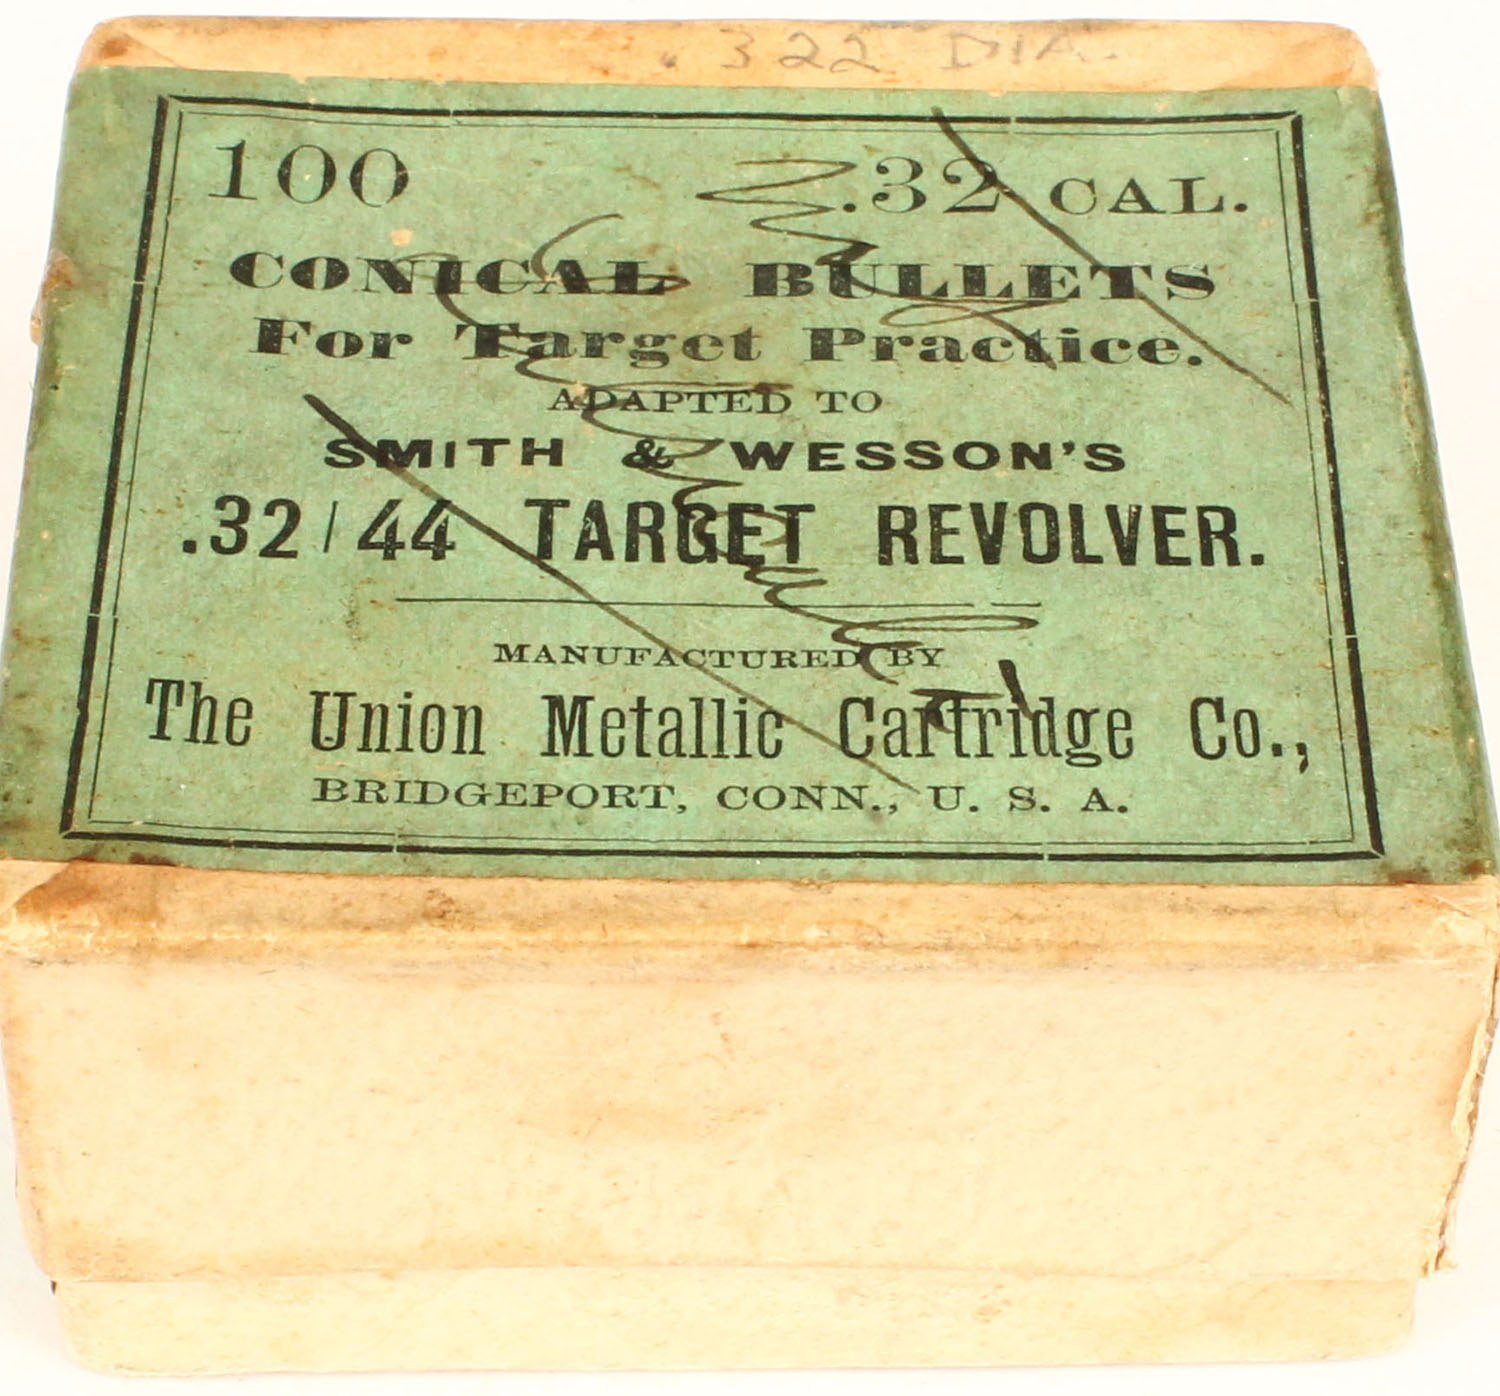 .322 DIA.
100 .32 CAL.
CONICAL BULLETS
For Target Practice.
ADAPTED TO
SMITH & WESSON'S
.32/44 TARGET REVOLVER.
MANUFACTURED BY
The Union Metallic Cartridge Co.,
BRIDGEPORT, CONN., U. S. A.